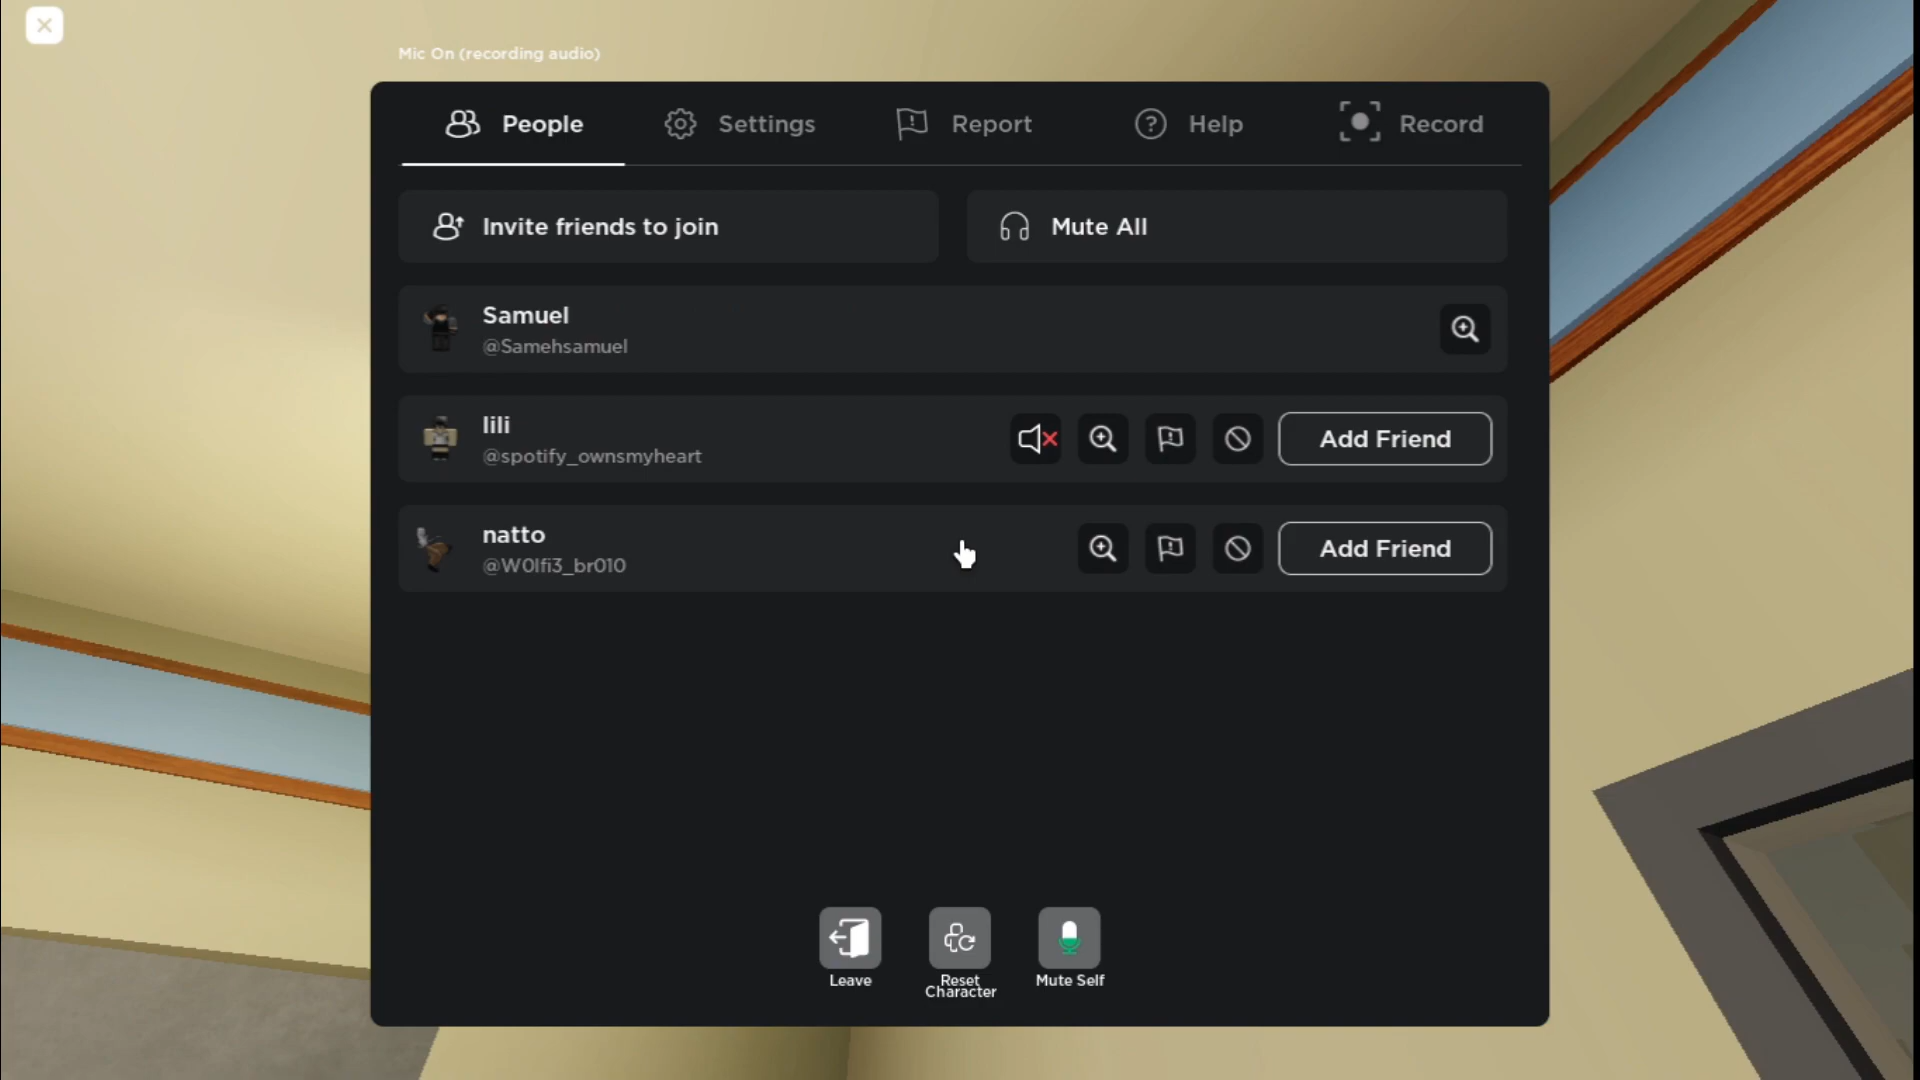 Mic On (recording audio)
People
Settings
Report
Help
Record
Invite friends to join
Mute All
Samuel
@Samehsamuel
lili
@spotify_ownsmyheart
Add Friend
natto
@W0lfi3_br010
Add Friend
Leave
Reset
Character
Mute Self